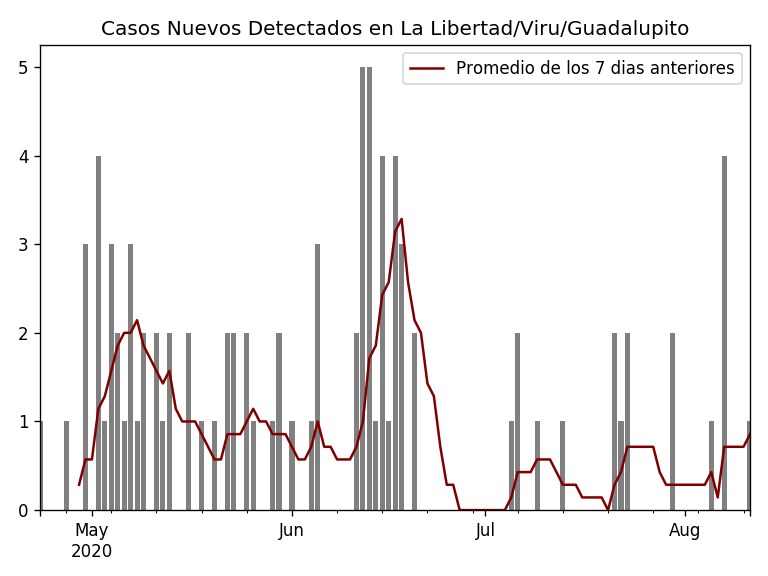 Casos Nuevos Detectados en La Libertad/Viru/Guadalupito
Promedio de los 7 dias anteriores
5
4
3
2
1
0
May Jun Jul Aug
2020